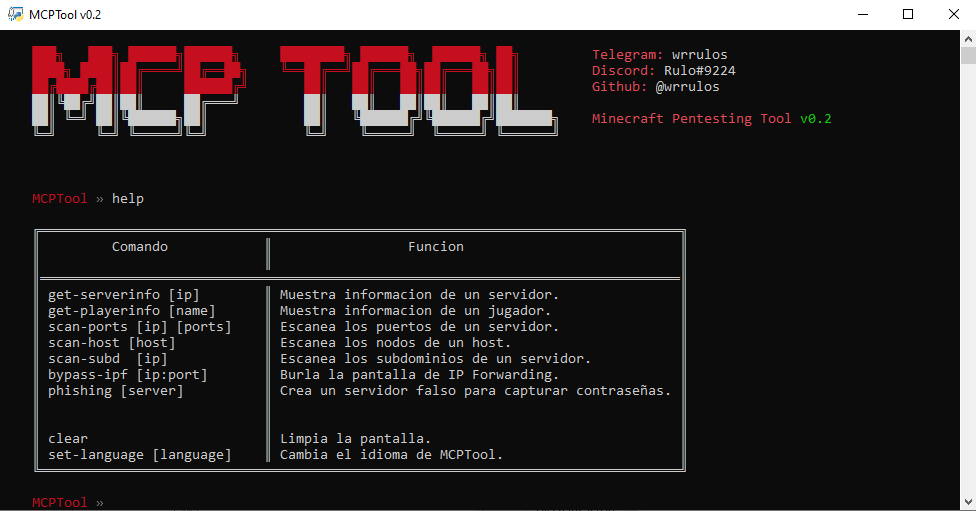 MCPTool v0.2
MCP TOOL
Telegram: wrrulos
Discord: Rulo#9224
Github: @wrrulos
Minecraft Pentesting Tool v0.2
MCPTool » help
Comando Funcion
get-serverinfo [ip] Muestra informacion de un servidor.
get-playerinfo [name] Muestra informacion de un jugador.
scan-ports [ip] [ports] Escanea los puertos de un servidor.
scan-host [host] Escanea los nodos de un host.
scan-subd [ip] Escanea los subdominios de un servidor.
bypass-ipf [ip:port] Burla la pantalla de IP Forwarding.
phishing [server] Crea un servidor falso para capturar contraseñas.
clear Limpia la pantalla.
set-language [language] Cambia el idioma de MCPTool.
MCPTool »